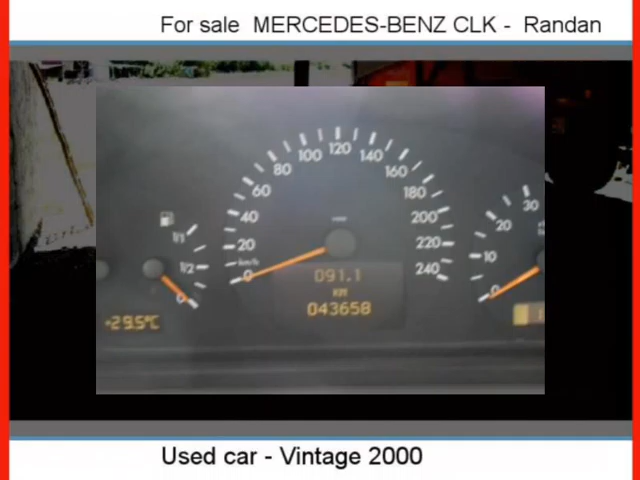 For sale MERCEDES-BENZ CLK - Randan
100 120 140
80 160
60 180
40 200
20 220
km/h
0 240
1/1
1/2
0
30
20
10
0
091.1
KM
043658
+29.5°C
Used car - Vintage 2000